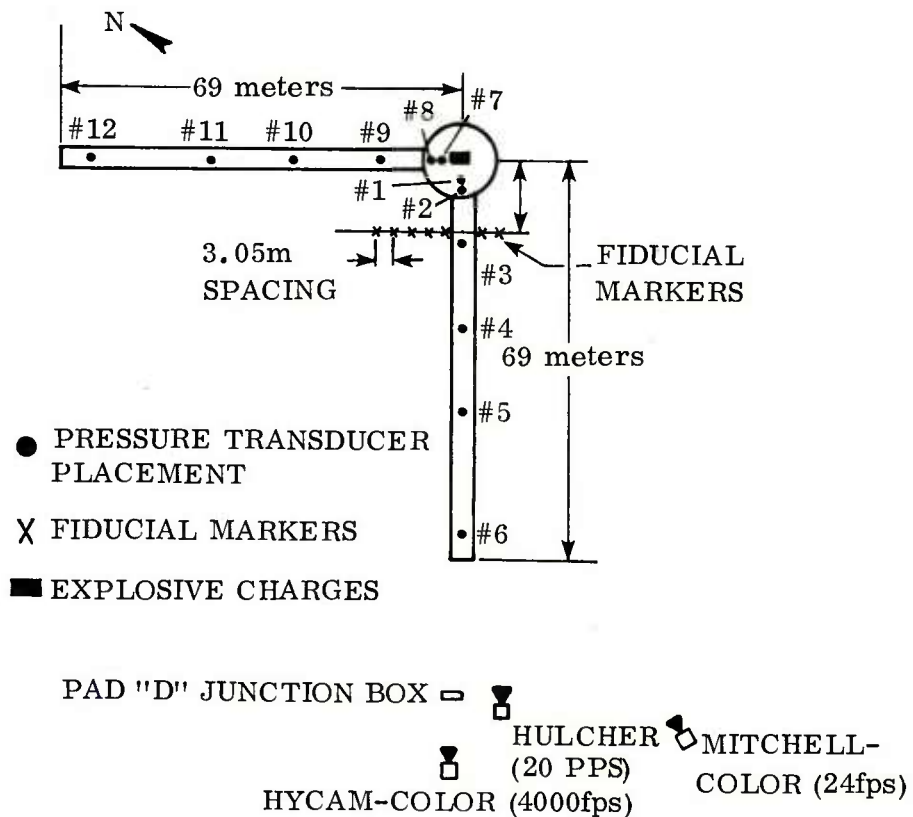 N
69 meters
#8 #7
#12 #11 #10 #9
#1
#2
3.05m
SPACING
#3
FIDUCIAL
MARKERS
#4
69 meters
#5
● PRESSURE TRANSDUCER
PLACEMENT
#6
X FIDUCIAL MARKERS
EXPLOSIVE CHARGES
PAD "D" JUNCTION BOX
HULCHER
(20 PPS)
MITCHELL-
COLOR (24fps)
HYCAM-COLOR (4000fps)